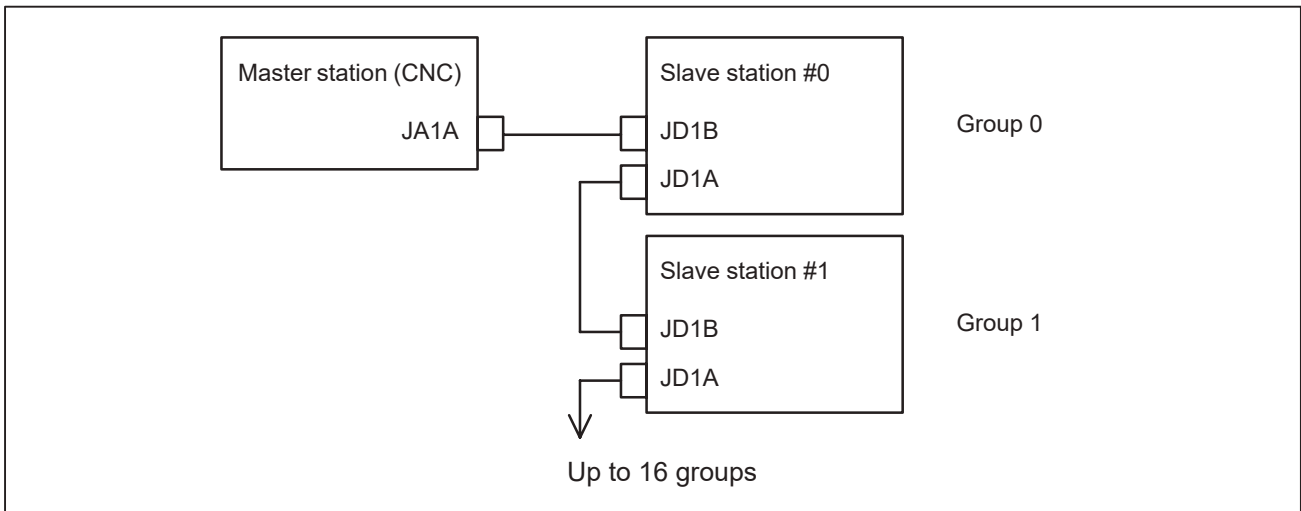 Master station (CNC)
JA1A
Slave station #0
JD1B
JD1A
Group 0
Slave station #1
JD1B
JD1A
Group 1
Up to 16 groups